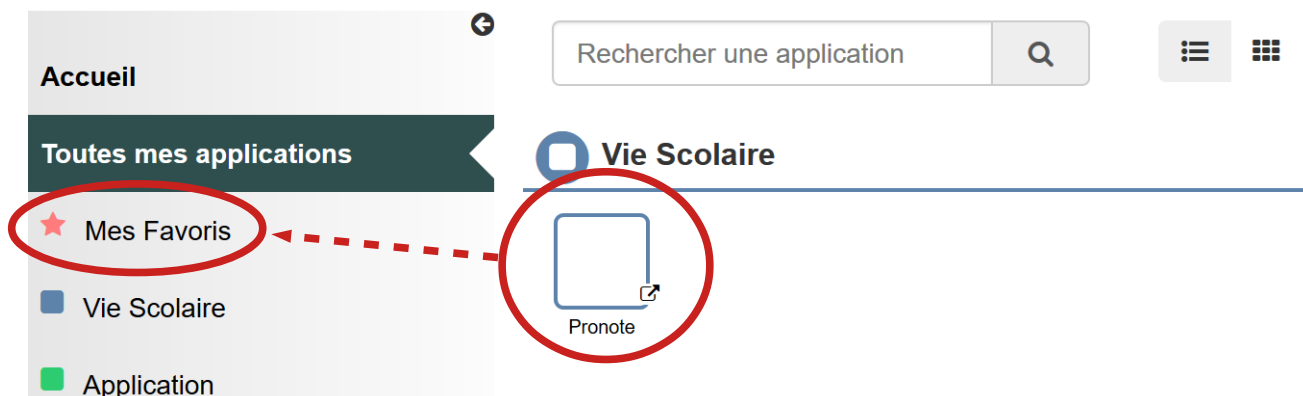 Accueil
Toutes mes applications
Mes Favoris
Vie Scolaire
Application
Rechercher une application
Vie Scolaire
Pronote